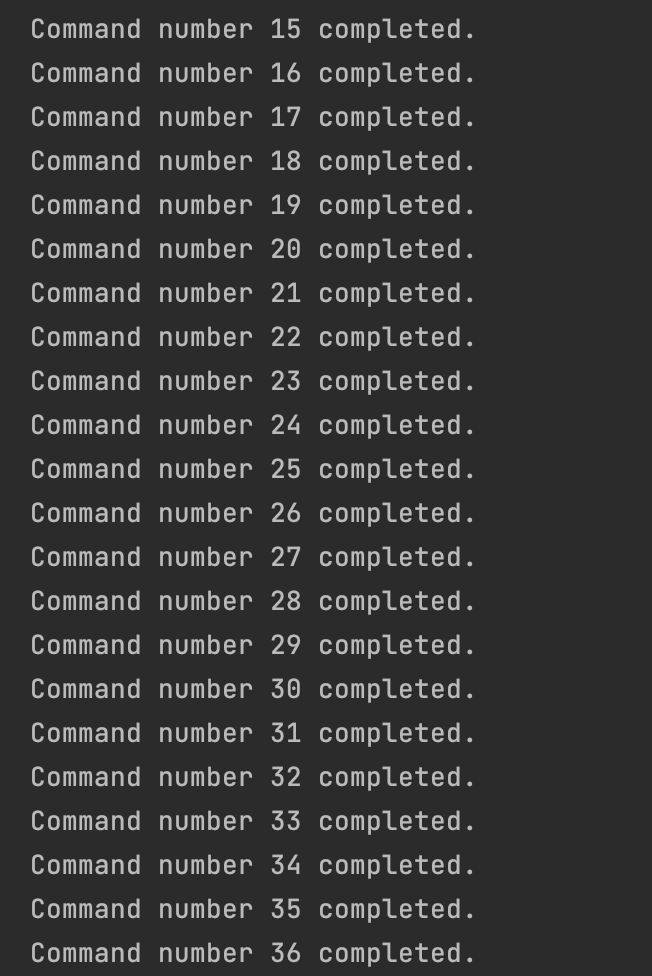 Command number 15 completed.
Command number 16 completed.
Command number 17 completed.
Command number 18 completed.
Command number 19 completed.
Command number 20 completed.
Command number 21 completed.
Command number 22 completed.
Command number 23 completed.
Command number 24 completed.
Command number 25 completed.
Command number 26 completed.
Command number 27 completed.
Command number 28 completed.
Command number 29 completed.
Command number 30 completed.
Command number 31 completed.
Command number 32 completed.
Command number 33 completed.
Command number 34 completed.
Command number 35 completed.
Command number 36 completed.